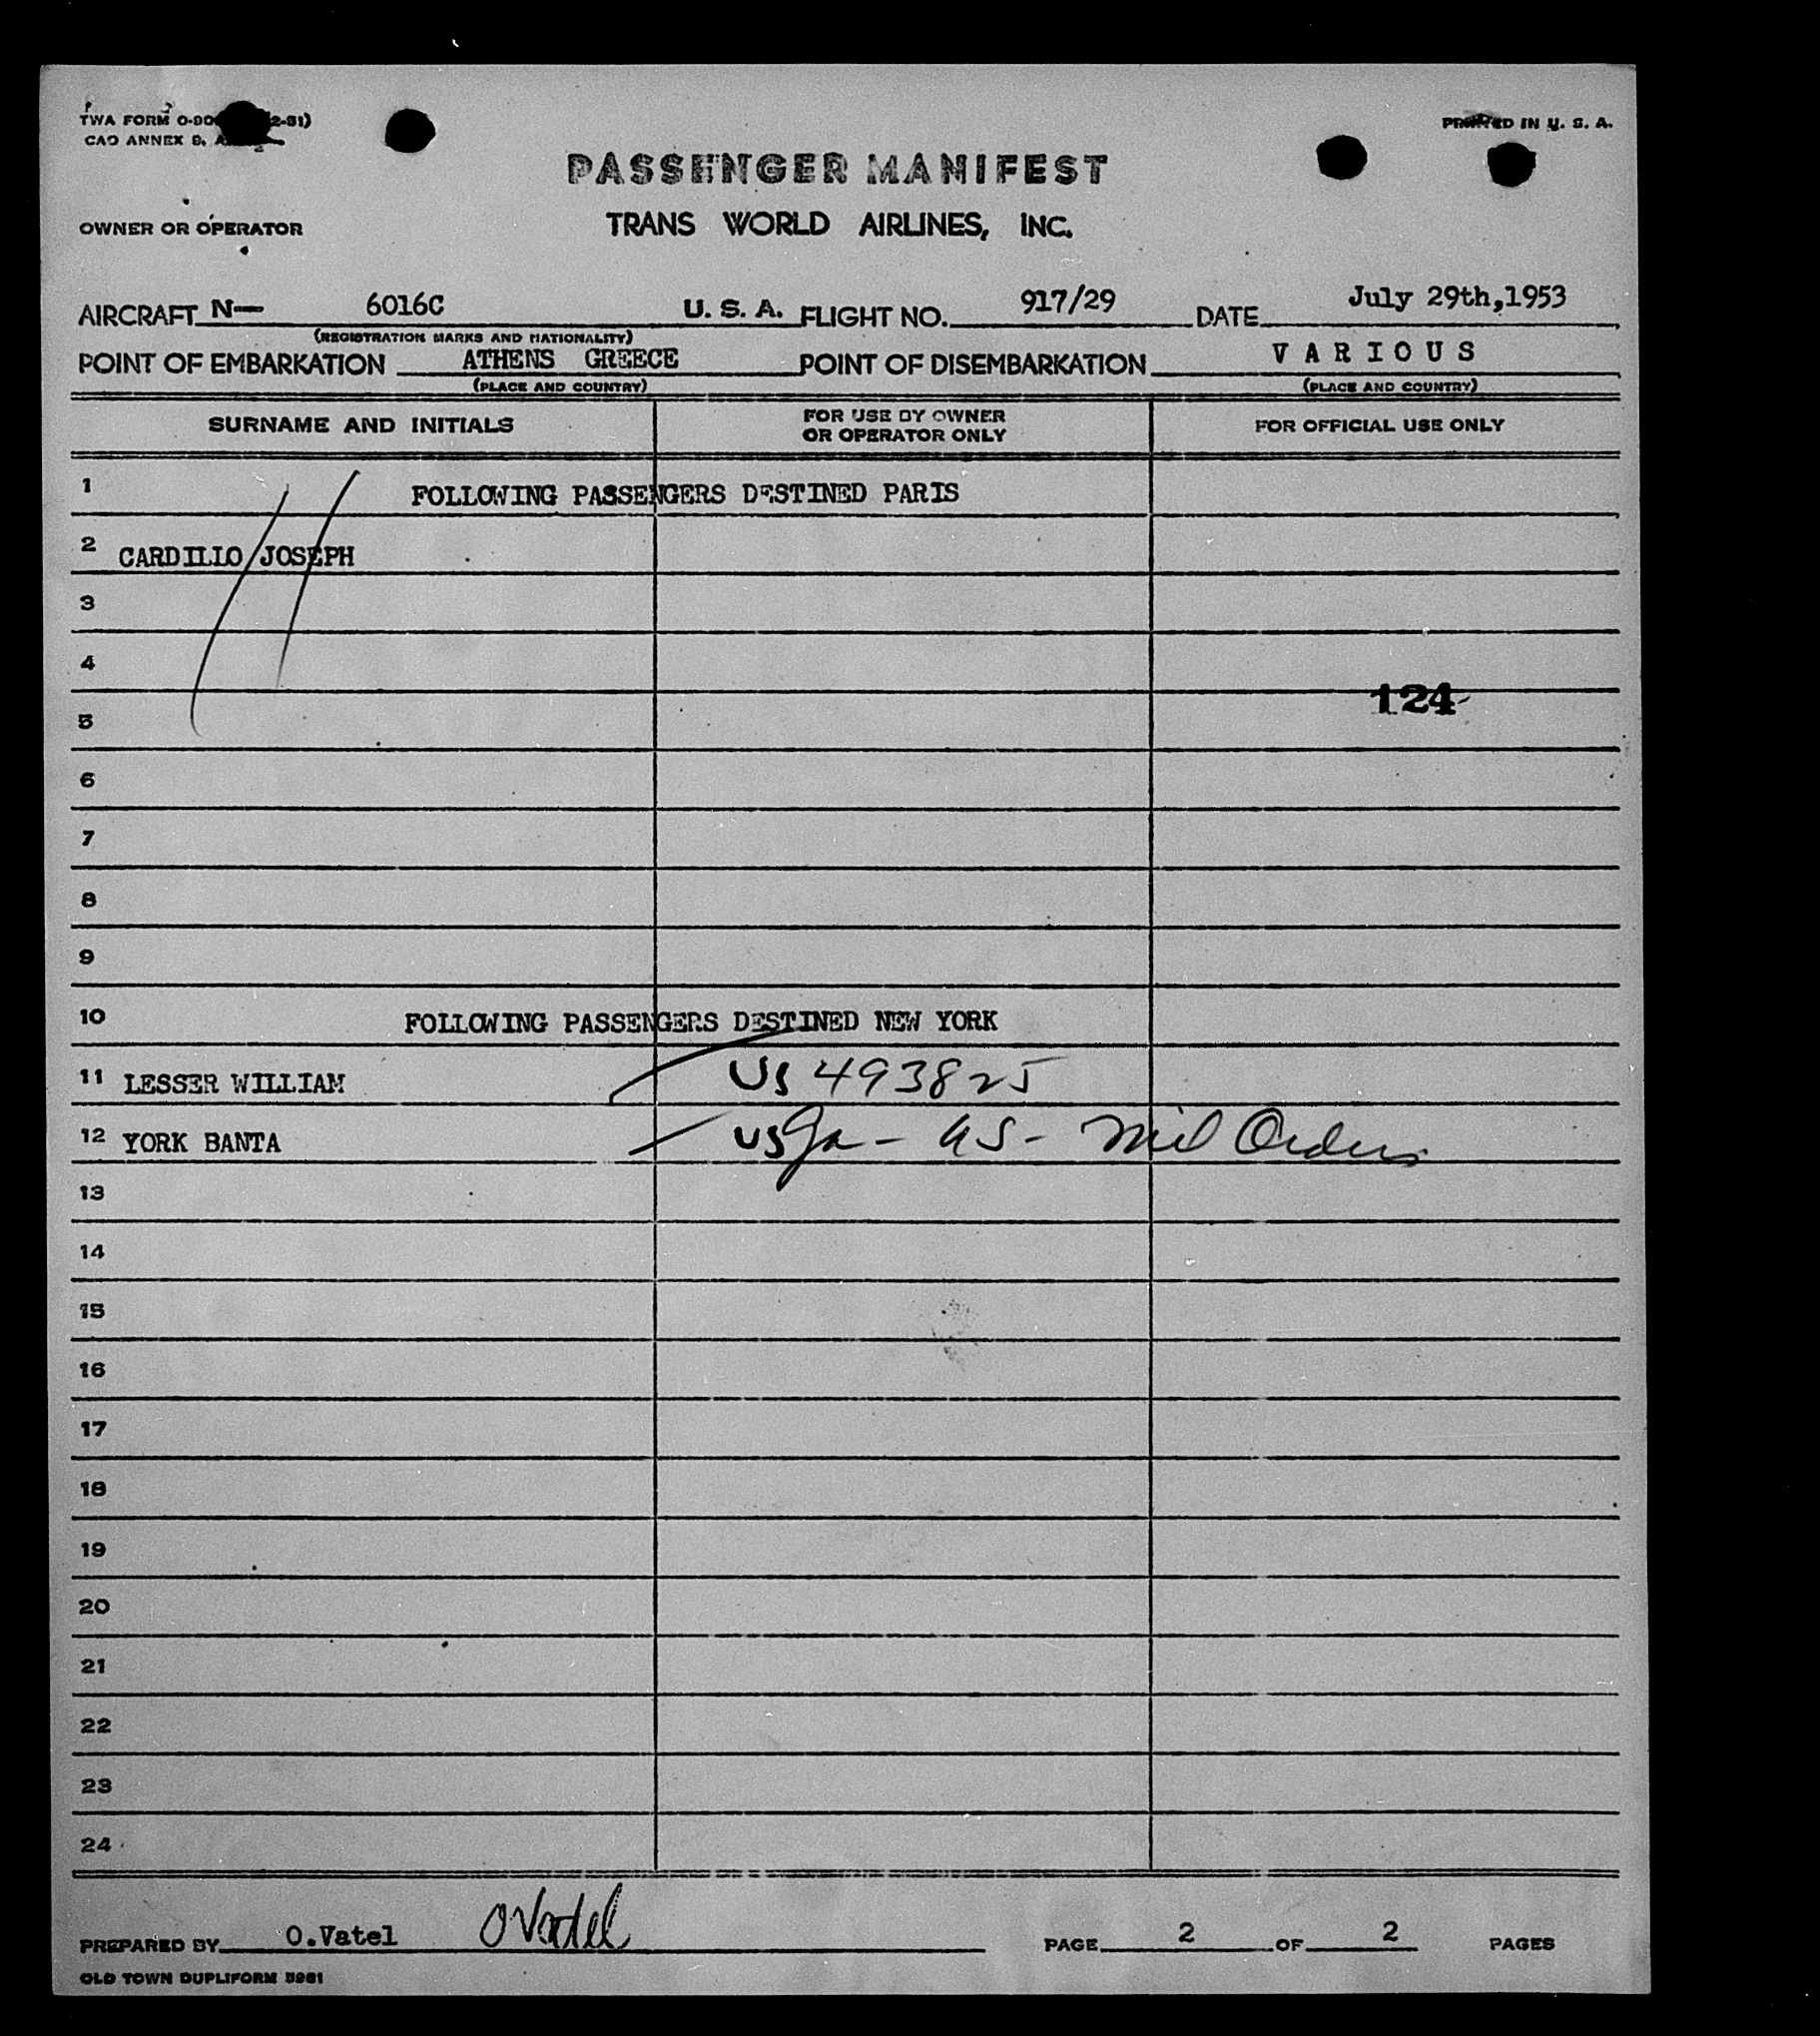 TWA FORM O-90 2-51)
PRINTED IN U. S. A.
CAO ANNEX 9, A
PASSENGER MANIFEST
OWNER OR OPERATOR TRANS WORLD AIRLINES, INC.
AIRCRAFT N— 6016C U. S. A. FLIGHT NO. 917/29 DATE July 29th,1953
(REGISTRATION MARKS AND NATIONALITY)
POINT OF EMBARKATION ATHENS GREECE POINT OF DISEMBARKATION V A R I O U S
(PLACE AND COUNTRY) (PLACE AND COUNTRY)
SURNAME AND INITIALS
FOR USE BY OWNER
OR OPERATOR ONLY
FOR OFFICIAL USE ONLY
1 FOLLOWING PASSENGERS DESTINED PARIS
2 CARDILLO/JOSEPH
3
4
124
5
6
7
8
9
10 FOLLOWING PASSENGERS DESTINED NEW YORK
11 LESSER WILLIAM US 493825
12 YORK BANTA US - US - Mil Orders
13
14
15
16
17
18
19
20
21
22
23
24
PREPARED BY O.Vatel OVatel PAGE 2 OF 2 PAGES
OLD TOWN DUPLIFORM 5981